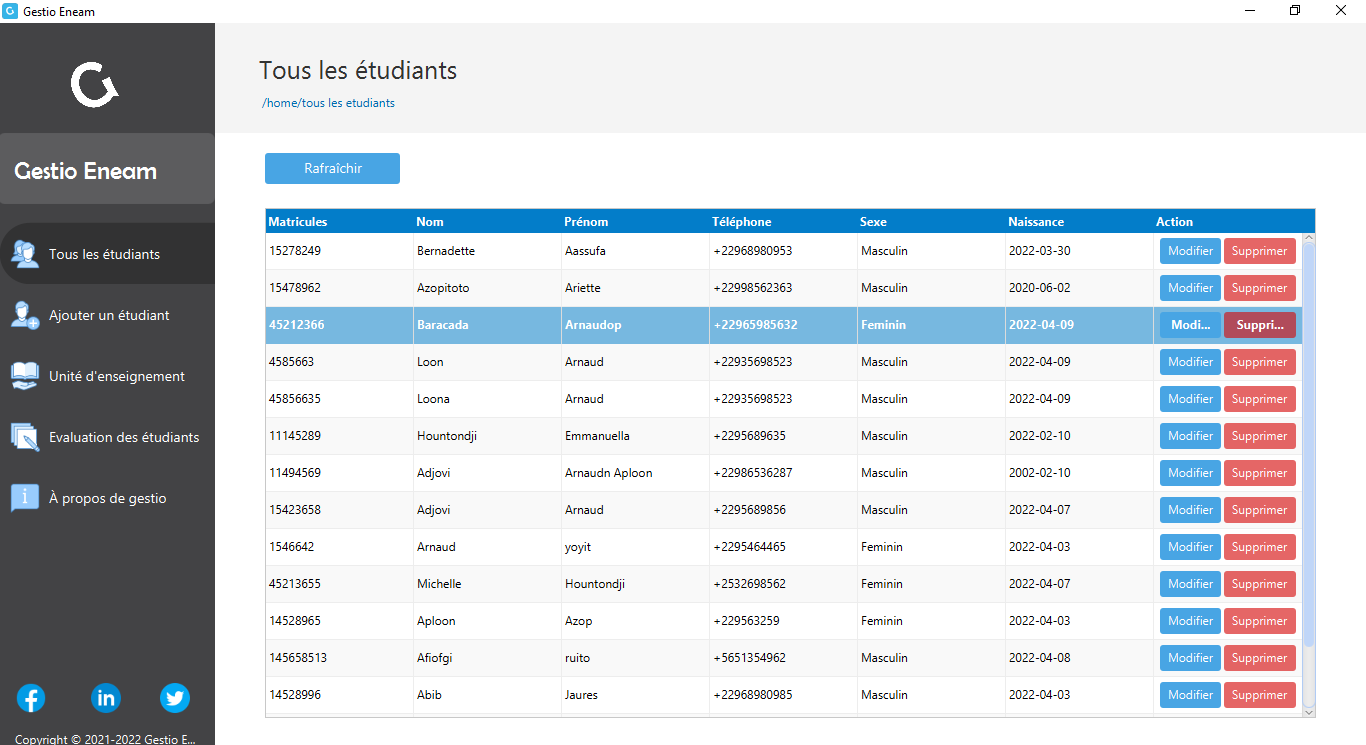 Gestio Eneam
Tous les étudiants
/home/tous les etudiants
Gestio Eneam
Tous les étudiants
Ajouter un étudiant
Unité d'enseignement
Evaluation des étudiants
À propos de gestio
Copyright © 2021-2022 Gestio E...
Rafraîchir
Matricules Nom Prénom Téléphone Sexe Naissance Action
15278249 Bernadette Aassufa +22968980953 Masculin 2022-03-30 Modifier Supprimer
15478962 Azopitoto Ariette +22998562363 Masculin 2020-06-02 Modifier Supprimer
45212366 Baracada Arnaudop +22965985632 Feminin 2022-04-09 Modi... Suppri...
4585663 Loon Arnaud +22935698523 Masculin 2022-04-09 Modifier Supprimer
45856635 Loona Arnaud +22935698523 Masculin 2022-04-09 Modifier Supprimer
11145289 Hountondji Emmanuella +2295689635 Masculin 2022-02-10 Modifier Supprimer
11494569 Adjovi Arnaudn Aploon +22986536287 Masculin 2002-02-10 Modifier Supprimer
15423658 Adjovi Arnaud +2295689856 Masculin 2022-04-07 Modifier Supprimer
1546642 Arnaud yoyit +2295464465 Feminin 2022-04-03 Modifier Supprimer
45213655 Michelle Hountondji +2532698562 Feminin 2022-04-07 Modifier Supprimer
14528965 Aploon Azop +229563259 Feminin 2022-04-03 Modifier Supprimer
145658513 Afiofgi ruito +5651354962 Masculin 2022-04-08 Modifier Supprimer
14528996 Abib Jaures +22968980985 Masculin 2022-04-03 Modifier Supprimer